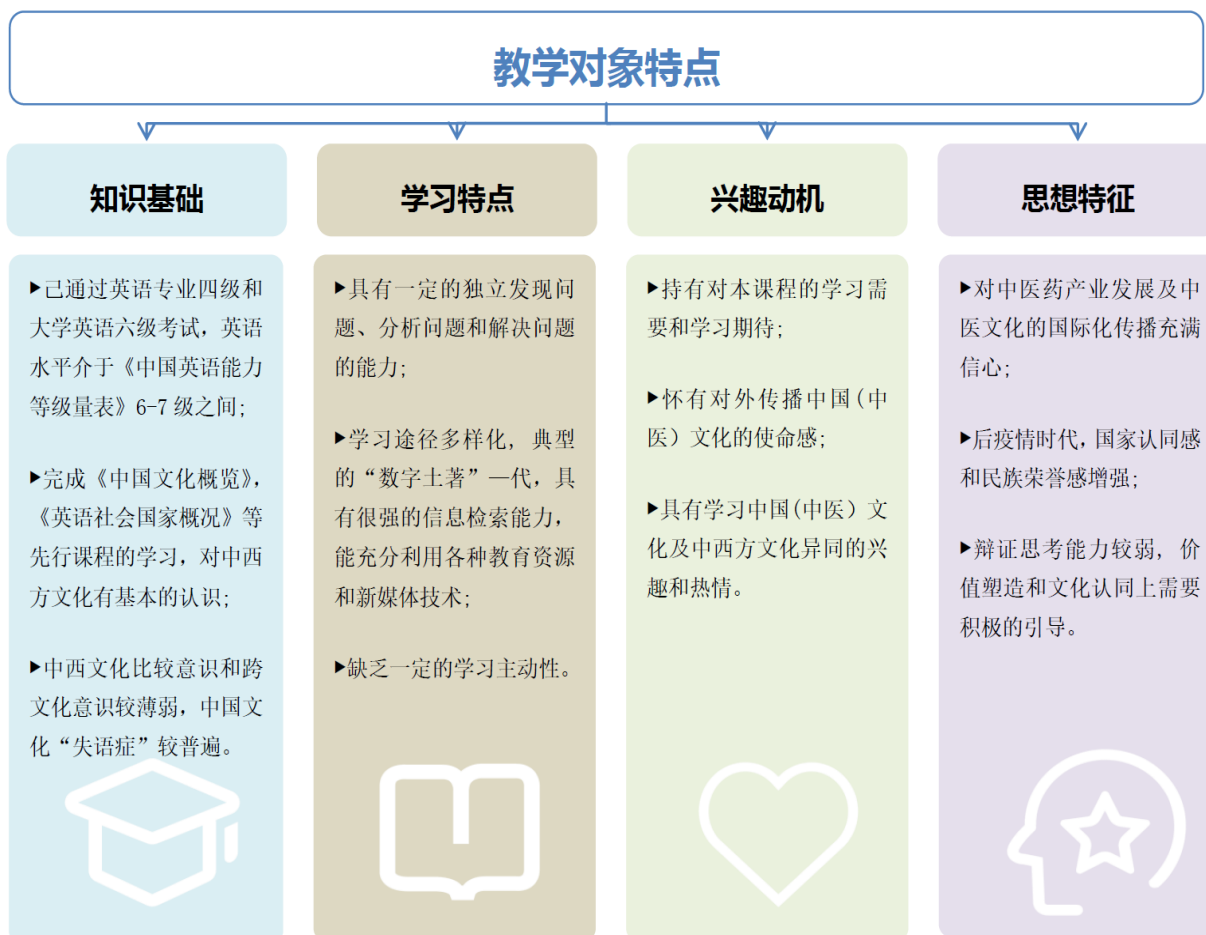 教学对象特点
知识基础
▶己通过英语专业四级和
大学英语六级考试，英语
水平介于《中国英语能力
等级量表》6-7 级之间;
▶完成《中国文化概览》，
《英语社会国家概况》等
先行课程的学习，对中西
方文化有基本的认识;
▶中西文化比较意识和跨
文化意识较薄弱，中国文
化“失语症”较普遍。
学习特点
▶具有一定的独立发现问
题、分析问题和解决问题
的能力;
▶学习途径多样化, 典型
的“数字土著”—代，具
有很强的信息检索能力，
能充分利用各种教育资源
和新媒体技术;
▶缺乏一定的学习主动性。
兴趣动机
▶持有对本课程的学习需
要和学习期待;
▶怀有对外传播中国(中
医）文化的使命感;
▶具有学习中国(中医）文
化及中西方文化异同的兴
趣和热情。
思想特征
▶对中医药产业发展及中
医文化的国际化传播充满
信心;
▶后疫情时代，国家认同感
和民族荣誉感增强;
▶辩证思考能力较弱, 价
值塑造和文化认同上需要
积极的引导。